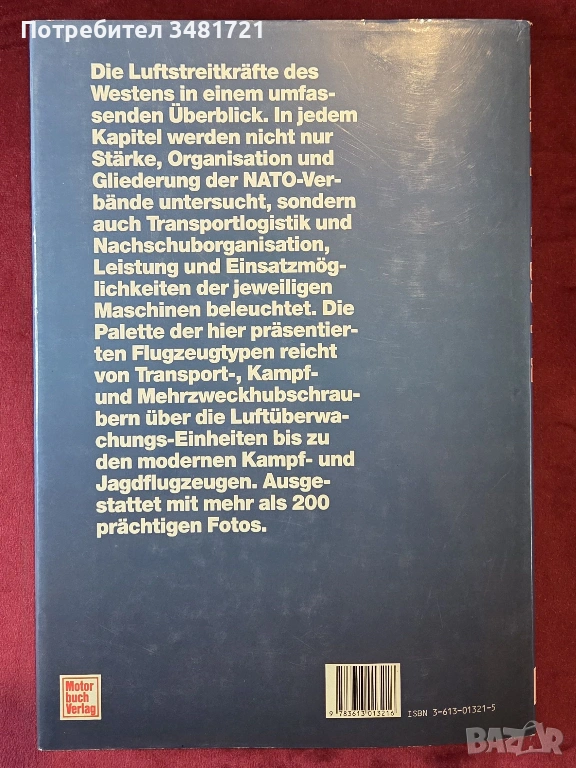 Потребител 3481721
Die Luftstreitkräfte des
Westens in einem umfas-
senden Überblick. In jedem
Kapitel werden nicht nur
Stärke, Organisation und
Gliederung der NATO-Ver-
bände untersucht, sondern
auch Transportlogistik und
Nachschuborganisation,
Leistung und Einsatzmög-
lichkeiten der jeweiligen
Maschinen beleuchtet. Die
Palette der hier präsentier-
ten Flugzeugtypen reicht
von Transport-, Kampf-
und Mehrzweckhubschrau-
bern über die Luftüberwa-
chungs-Einheiten bis zu
den modernen Kampf- und
Jagdflugzeugen. Ausge-
stattet mit mehr als 200
prächtigen Fotos.
Motor
buch
Verlag
9 783613 013216
ISBN 3-613-01321-5
BAZAR